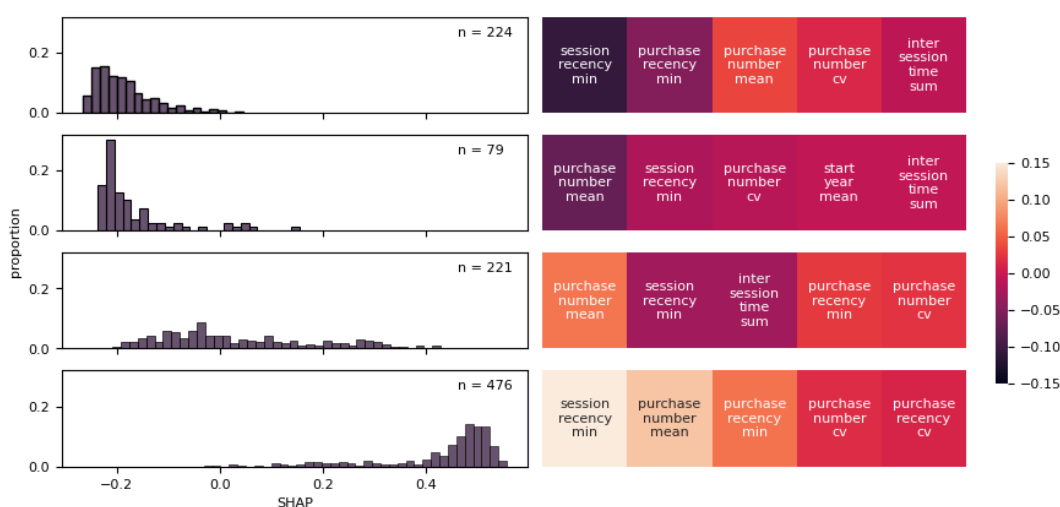 n = 224
0.2
0.0
session
recency
min
purchase
recency
min
purchase
number
mean
purchase
number
cv
inter
session
time
sum
n = 79
0.2
0.0
purchase
number
mean
session
recency
min
purchase
number
cv
start
year
mean
inter
session
time
sum
proportion
n = 221
0.2
0.0
purchase
number
mean
session
recency
min
inter
session
time
sum
purchase
recency
min
purchase
number
cv
n = 476
0.2
0.0
−0.2
0.0
0.2
0.4
SHAP
session
recency
min
purchase
number
mean
purchase
recency
min
purchase
number
cv
purchase
recency
cv
0.15
0.10
0.05
0.00
−0.05
−0.10
−0.15